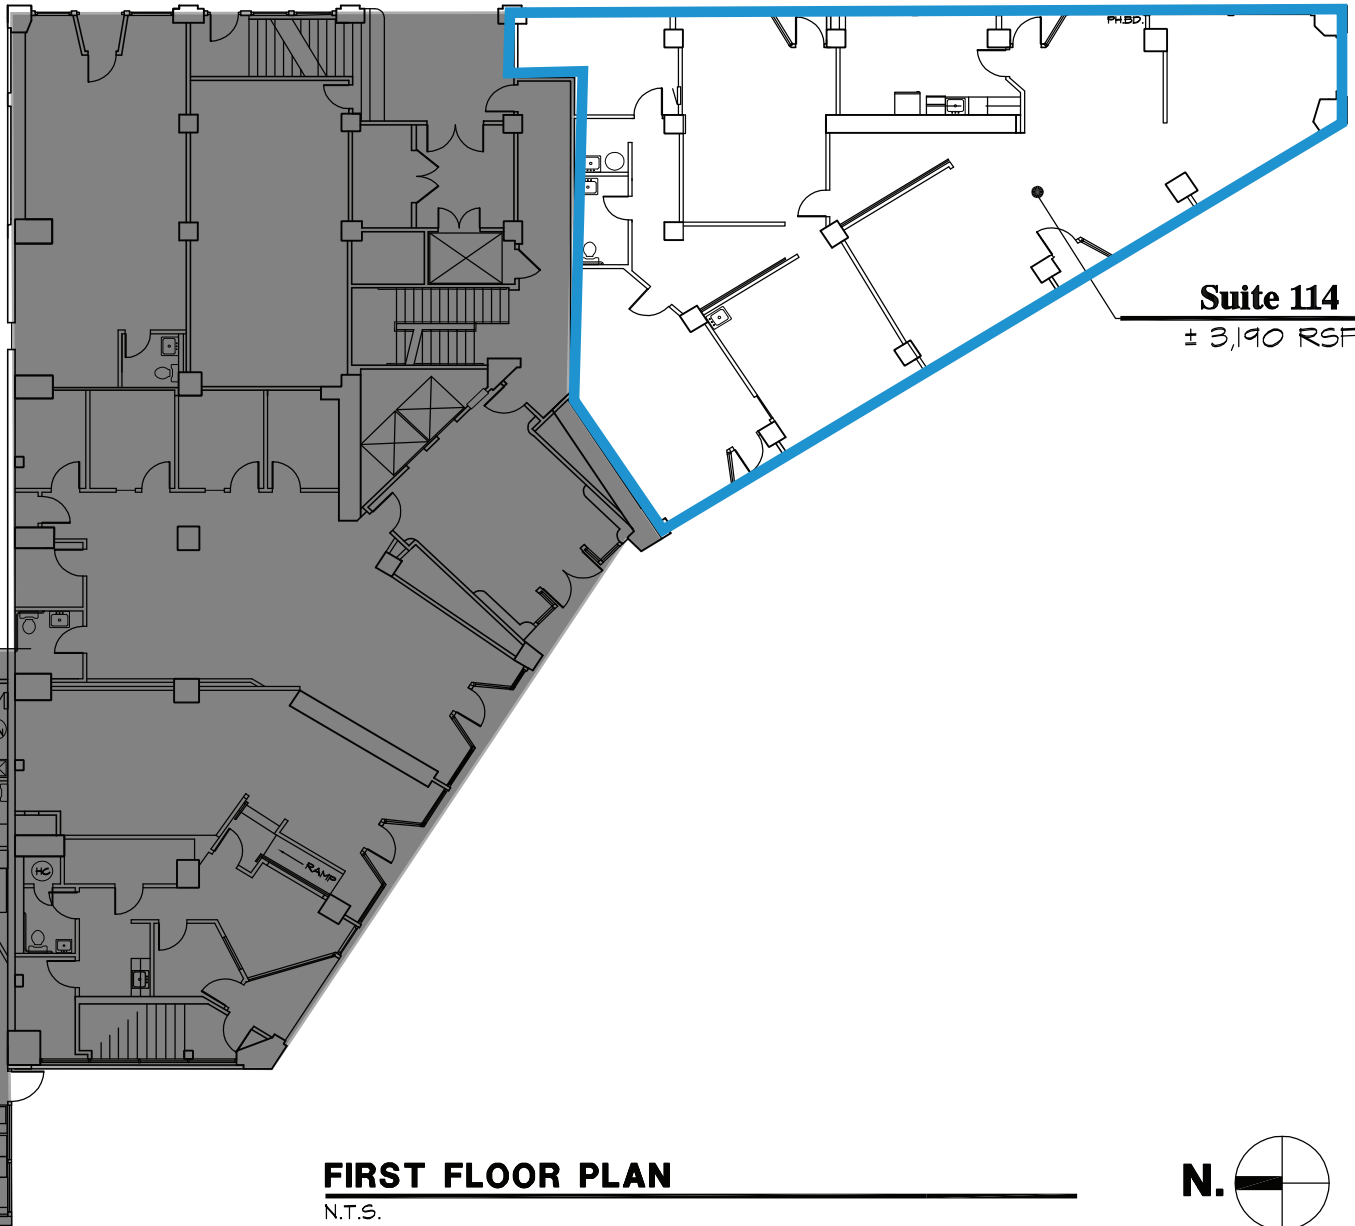 PH.BD.
Suite 114
± 3,190 RSF
HC
RAMP
FIRST FLOOR PLAN
N.T.S.
N.